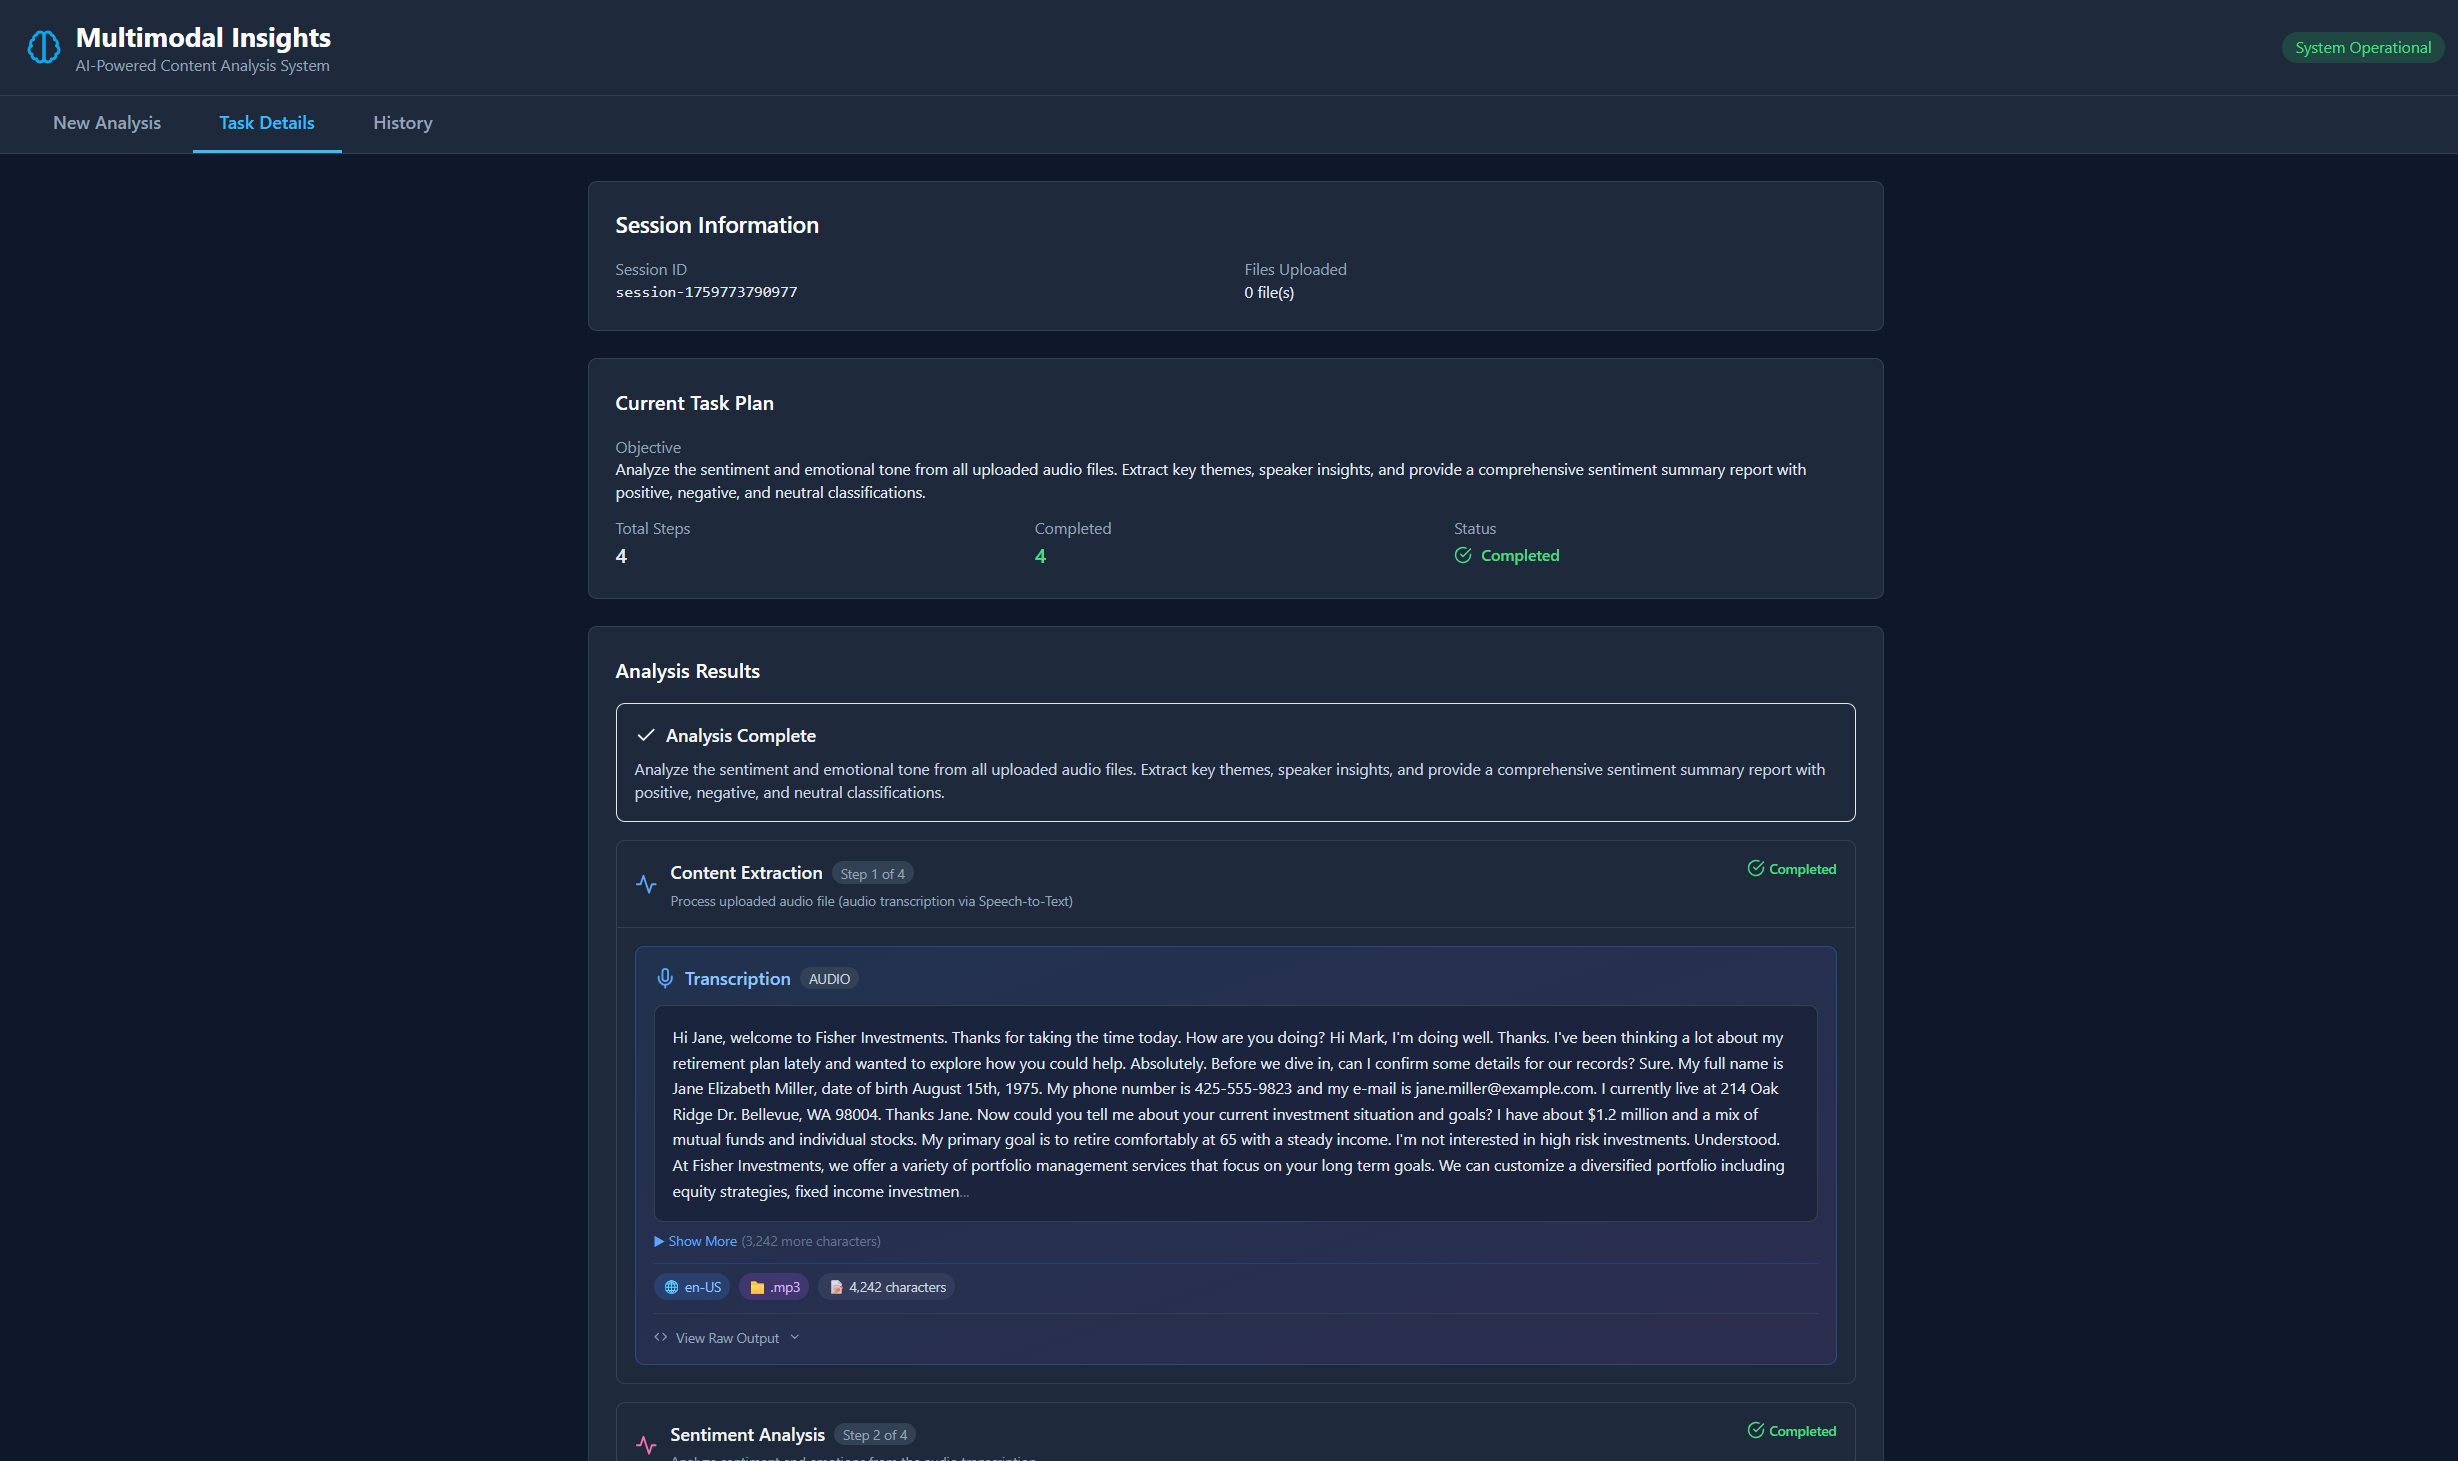 Multimodal Insights
AI-Powered Content Analysis System
System Operational
New Analysis
Task Details
History
Session Information
Session ID
Files Uploaded
session-1759773790977
0 file(s)
Current Task Plan
Objective
Analyze the sentiment and emotional tone from all uploaded audio files. Extract key themes, speaker insights, and provide a comprehensive sentiment summary report with
positive, negative, and neutral classifications.
Total Steps
Completed
Status
4
4
Completed
Analysis Results
Analysis Complete
Analyze the sentiment and emotional tone from all uploaded audio files. Extract key themes, speaker insights, and provide a comprehensive sentiment summary report with
positive, negative, and neutral classifications.
Content Extraction
Step 1 of 4
Completed
Process uploaded audio file (audio transcription via Speech-to-Text)
Transcription
AUDIO
Hi Jane, welcome to Fisher Investments. Thanks for taking the time today. How are you doing? Hi Mark, I'm doing well. Thanks. I've been thinking a lot about my
retirement plan lately and wanted to explore how you could help. Absolutely. Before we dive in, can I confirm some details for our records? Sure. My full name is
Jane Elizabeth Miller, date of birth August 15th, 1975. My phone number is 425-555-9823 and my e-mail is jane.miller@example.com. I currently live at 214 Oak
Ridge Dr. Bellevue, WA 98004. Thanks Jane. Now could you tell me about your current investment situation and goals? I have about $1.2 million and a mix of
mutual funds and individual stocks. My primary goal is to retire comfortably at 65 with a steady income. I'm not interested in high risk investments. Understood.
At Fisher Investments, we offer a variety of portfolio management services that focus on your long term goals. We can customize a diversified portfolio including
equity strategies, fixed income investmen...
Show More (3,242 more characters)
en-US
.mp3
4,242 characters
View Raw Output
Sentiment Analysis
Step 2 of 4
Completed
Analyze sentiment and emotions from the audio transcription